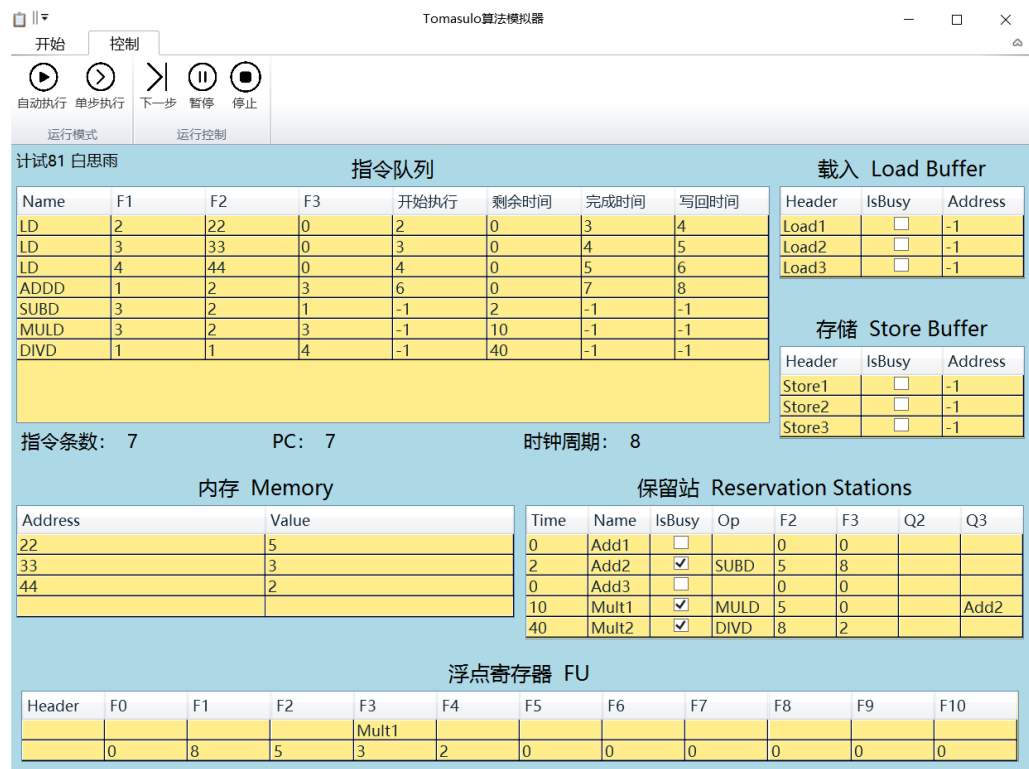 Tomasulo算法模拟器
开始 控制
自动执行 单步执行 下一步 暂停 停止
运行模式 运行控制
计试81 白思雨
指令队列
Name F1 F2 F3 开始执行 剩余时间 完成时间 写回时间
LD 2 22 0 2 0 3 4
LD 3 33 0 3 0 4 5
LD 4 44 0 4 0 5 6
ADDD 1 2 3 6 0 7 8
SUBD 3 2 1 -1 2 -1 -1
MULD 3 2 3 -1 10 -1 -1
DIVD 1 1 4 -1 40 -1 -1
指令条数： 7 PC： 7 时钟周期： 8
载入 Load Buffer
Header IsBusy Address
Load1 -1
Load2 -1
Load3 -1
存储 Store Buffer
Header IsBusy Address
Store1 -1
Store2 -1
Store3 -1
内存 Memory
Address Value
22 5
33 3
44 2
保留站 Reservation Stations
Time Name IsBusy Op F2 F3 Q2 Q3
0 Add1 0 0
2 Add2 SUBD 5 8
0 Add3 0 0
10 Mult1 MULD 5 0 Add2
40 Mult2 DIVD 8 2
浮点寄存器 FU
Header F0 F1 F2 F3 F4 F5 F6 F7 F8 F9 F10
Mult1
0 8 5 3 2 0 0 0 0 0 0